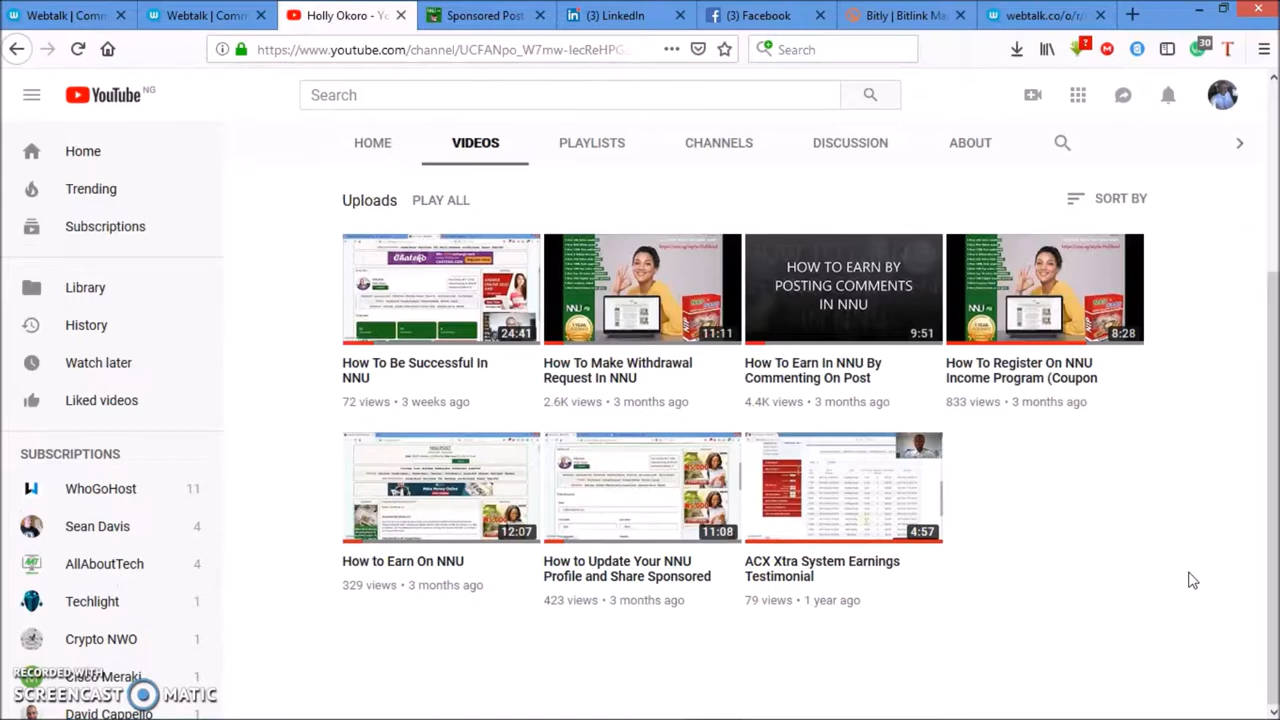 Webtalk | Comm
Webtalk | Comm
Holly Okoro - Yo
Sponsored Post
(3) LinkedIn
(3) Facebook
Bitly | Bitlink Ma
webtalk.co/o/r/
https://www.youtube.com/channel/UCFANpo_W7mw-IecReHPG
Search
?
30
YouTube NG
Search
HOME
VIDEOS
PLAYLISTS
CHANNELS
DISCUSSION
ABOUT
Home
Trending
Subscriptions
Library
History
Watch later
Liked videos
SUBSCRIPTIONS
WhoGoHost 1
Sean Davis 4
AllAboutTech 4
Techlight 1
Crypto NWO 1
Cisco Meraki
David Cappello
Uploads PLAY ALL
SORT BY
24:41
11:11
HOW TO EARN BY
POSTING COMMENTS
IN NNU
9:51
8:28
How To Be Successful In
NNU
72 views • 3 weeks ago
How To Make Withdrawal
Request In NNU
2.6K views • 3 months ago
How To Earn In NNU By
Commenting On Post
4.4K views • 3 months ago
How To Register On NNU
Income Program (Coupon
833 views • 3 months ago
12:07
11:08
4:57
How to Earn On NNU
329 views • 3 months ago
How to Update Your NNU
Profile and Share Sponsored
423 views • 3 months ago
ACX Xtra System Earnings
Testimonial
79 views • 1 year ago
RECORDED WITH
SCREENCAST MATIC